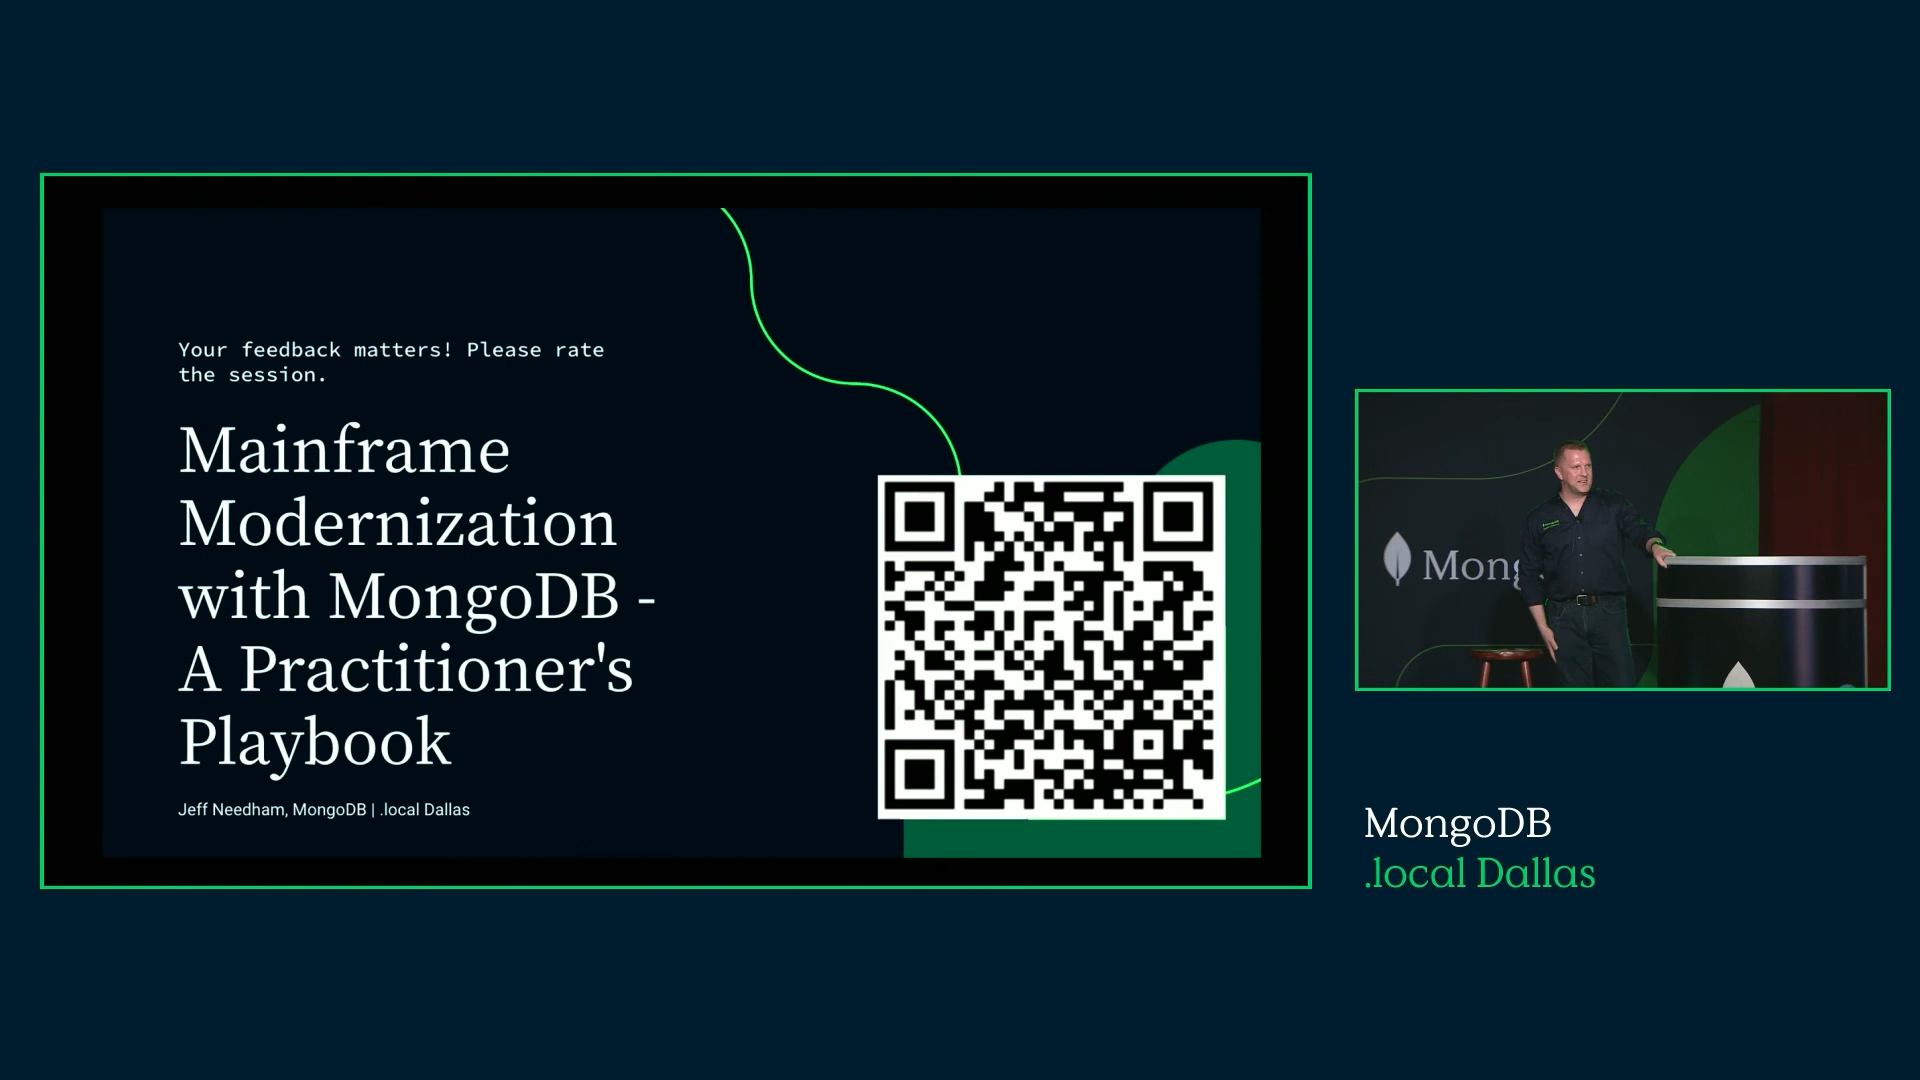 Your feedback matters! Please rate
the session.
Mainframe
Modernization
with MongoDB -
A Practitioner's
Playbook
Jeff Needham, MongoDB | .local Dallas
MongoDB
.local Dallas